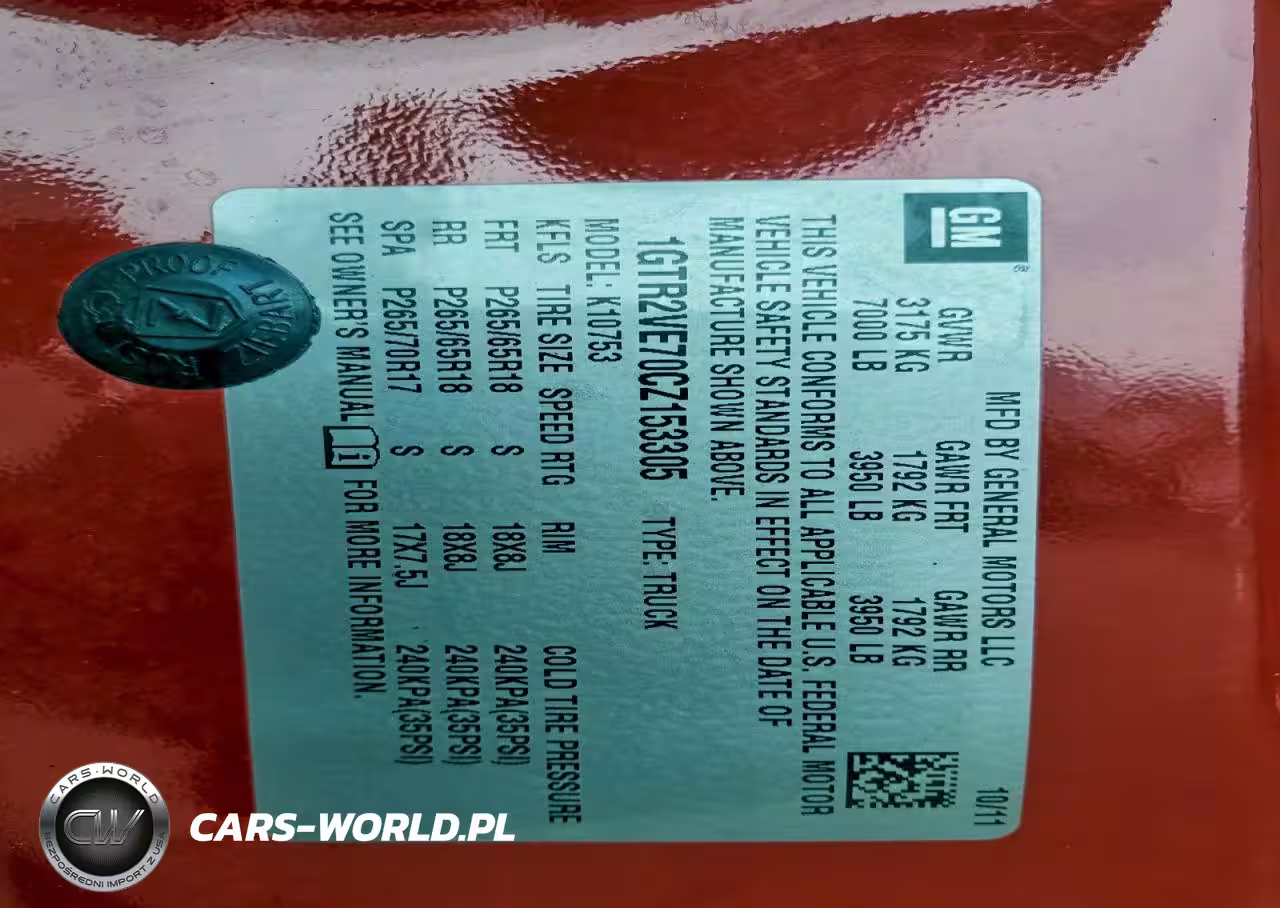 GM
MFD BY GENERAL MOTORS LLC 10/11
GVWR GAWR FRT GAWR RR
3175 KG 1792 KG 1792 KG
7000 LB 3950 LB 3950 LB
THIS VEHICLE CONFORMS TO ALL APPLICABLE U.S. FEDERAL MOTOR
VEHICLE SAFETY STANDARDS IN EFFECT ON THE DATE OF
MANUFACTURE SHOWN ABOVE.
1GTR2VE70CZ153305 TYPE: TRUCK
MODEL: K10753
KFLS TIRE SIZE SPEED RTG RIM COLD TIRE PRESSURE
FRT P265/65R18 S 18X8J 240KPA(35PSI)
RR P265/65R18 S 18X8J 240KPA(35PSI)
SPA P265/70R17 S 17X7.5J 240KPA(35PSI)
SEE OWNER'S MANUAL i FOR MORE INFORMATION.
PROOF
ZIEBART
RUST
CARS-WORLD
CW
BEZPOŚREDNI IMPORT Z USA
CARS-WORLD.PL